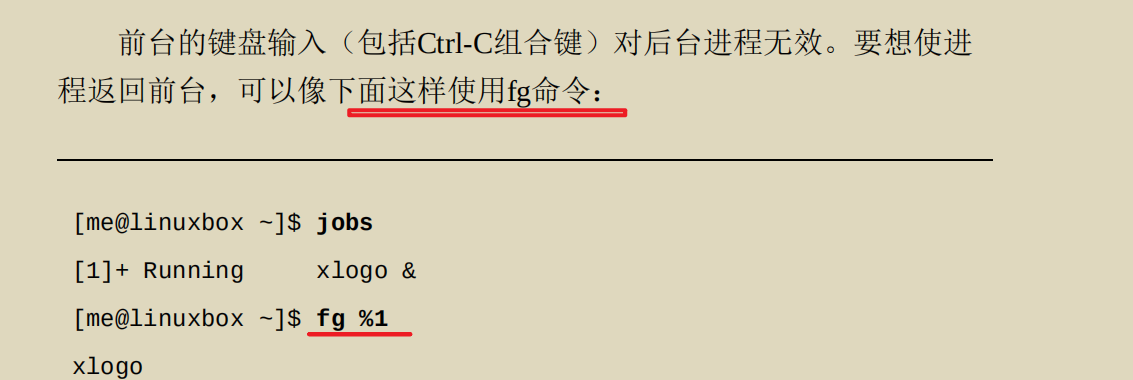 前台的键盘输入（包括Ctrl-C组合键）对后台进程无效。要想使进
程返回前台，可以像下面这样使用fg命令：
[me@linuxbox ~]$ jobs
[1]+ Running     xlogo &
[me@linuxbox ~]$ fg %1
xlogo